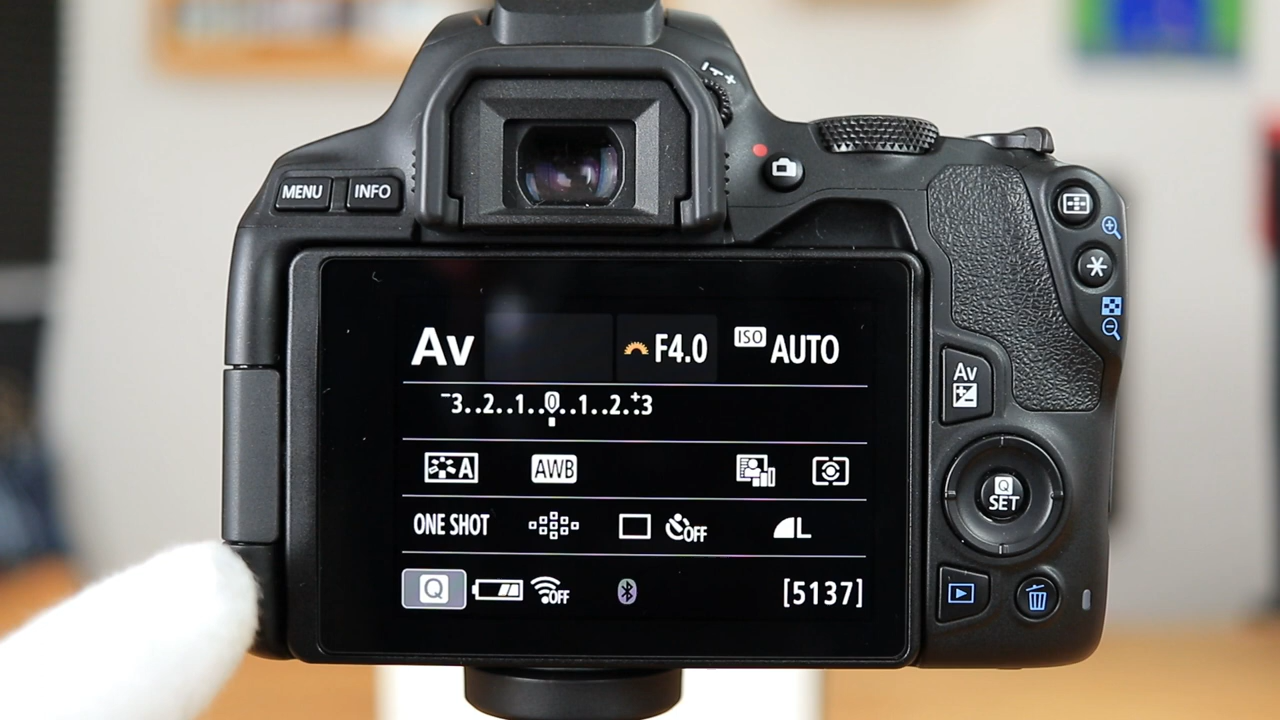 MENU INFO
Av F4.0 ISO AUTO
-3..2..1..0..1..2.:+3
A AWB
Av
Q
SET
ONE SHOT OFF L
Q OFF [5137]